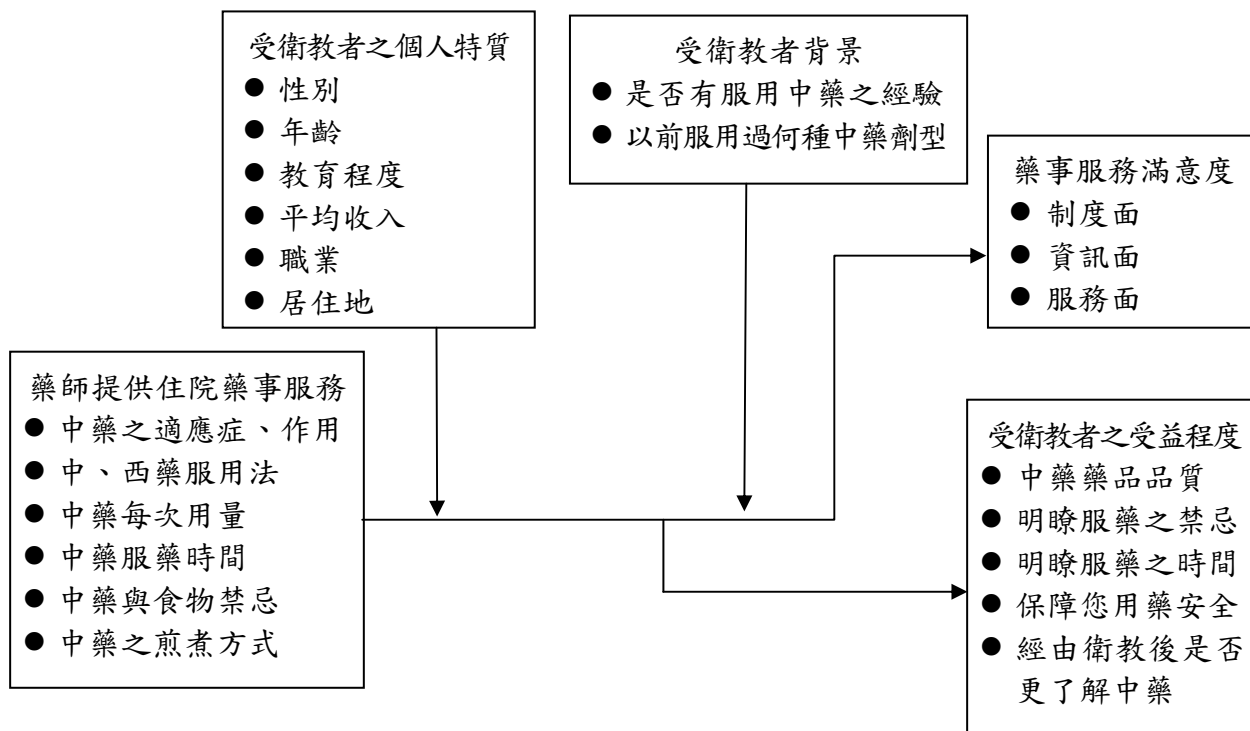 受衛教者之個人特質
● 性別
● 年齡
● 教育程度
● 平均收入
● 職業
● 居住地
受衛教者背景
● 是否有服用中藥之經驗
● 以前服用過何種中藥劑型
藥事服務滿意度
● 制度面
● 資訊面
● 服務面
藥師提供住院藥事服務
● 中藥之適應症、作用
● 中、西藥服用法
● 中藥每次用量
● 中藥服藥時間
● 中藥與食物禁忌
● 中藥之煎煮方式
受衛教者之受益程度
● 中藥藥品品質
● 明瞭服藥之禁忌
● 明瞭服藥之時間
● 保障您用藥安全
● 經由衛教後是否
更了解中藥